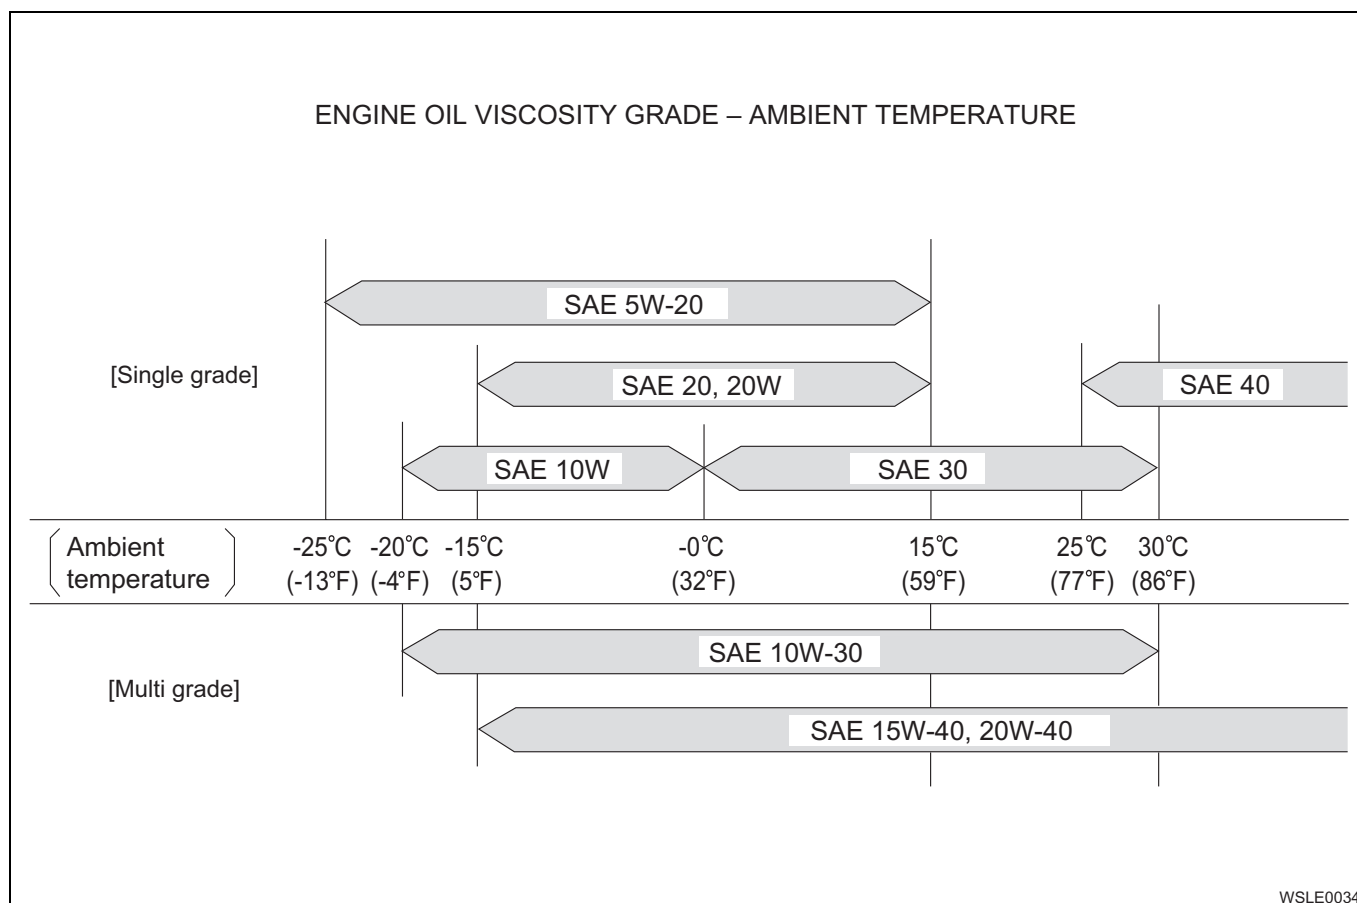 ENGINE OIL VISCOSITY GRADE – AMBIENT TEMPERATURE
SAE 5W-20
[Single grade]
SAE 20, 20W
SAE 40
SAE 10W
SAE 30
Ambient temperature
-25°C -20°C -15°C -0°C 15°C 25°C 30°C
(-13°F) (-4°F) (5°F) (32°F) (59°F) (77°F) (86°F)
SAE 10W-30
[Multi grade]
SAE 15W-40, 20W-40
WSLE0034